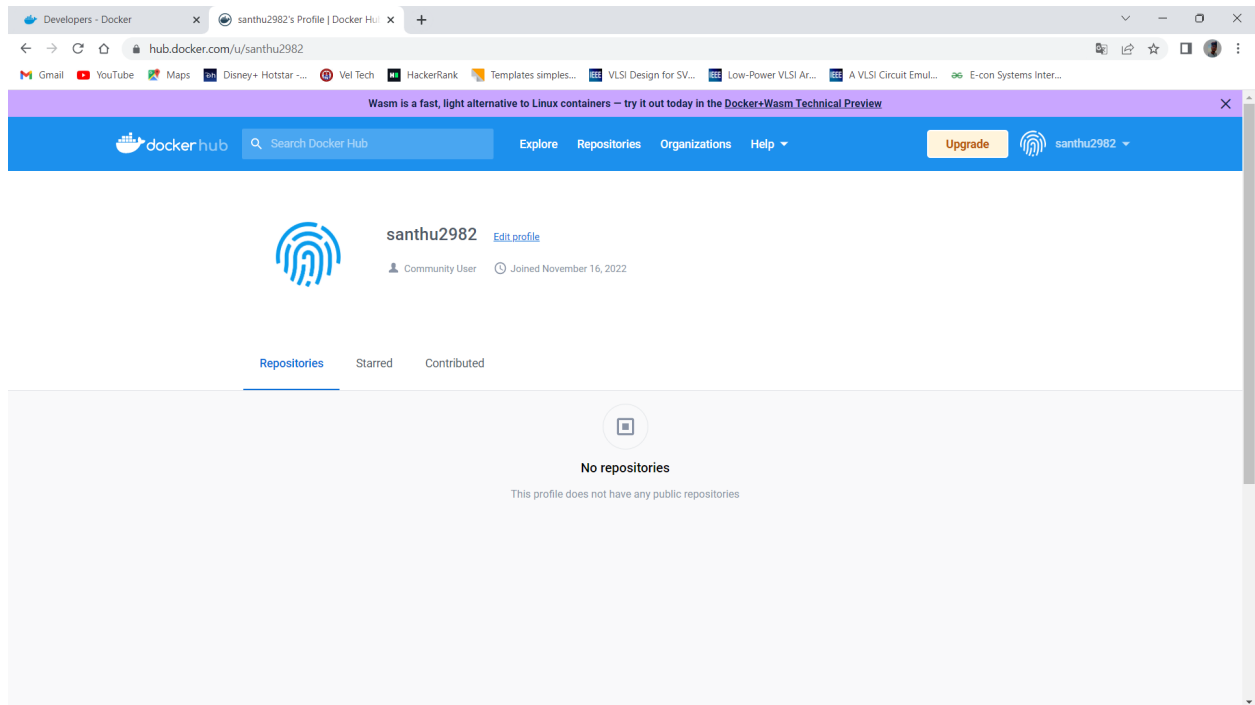 Developers - Docker
santhu2982's Profile | Docker Hu
hub.docker.com/u/santhu2982
Gmail YouTube Maps Disney+ Hotstar -... Vel Tech HackerRank Templates simples... VLSI Design for SV... Low-Power VLSI Ar... A VLSI Circuit Emul... E-con Systems Inter...
Wasm is a fast, light alternative to Linux containers — try it out today in the Docker+Wasm Technical Preview
dockerhub Search Docker Hub Explore Repositories Organizations Help Upgrade santhu2982
santhu2982 Edit profile
Community User Joined November 16, 2022
Repositories Starred Contributed
No repositories
This profile does not have any public repositories